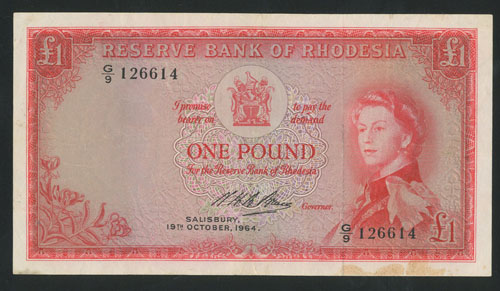 £1 RESERVE BANK OF RHODESIA £1
G/9 126614
I promise to pay the
bearer on demand
ONE POUND
for the Reserve Bank of Rhodesia
Governor.
SALISBURY,
19TH OCTOBER, 1964.
G/9 126614
£1